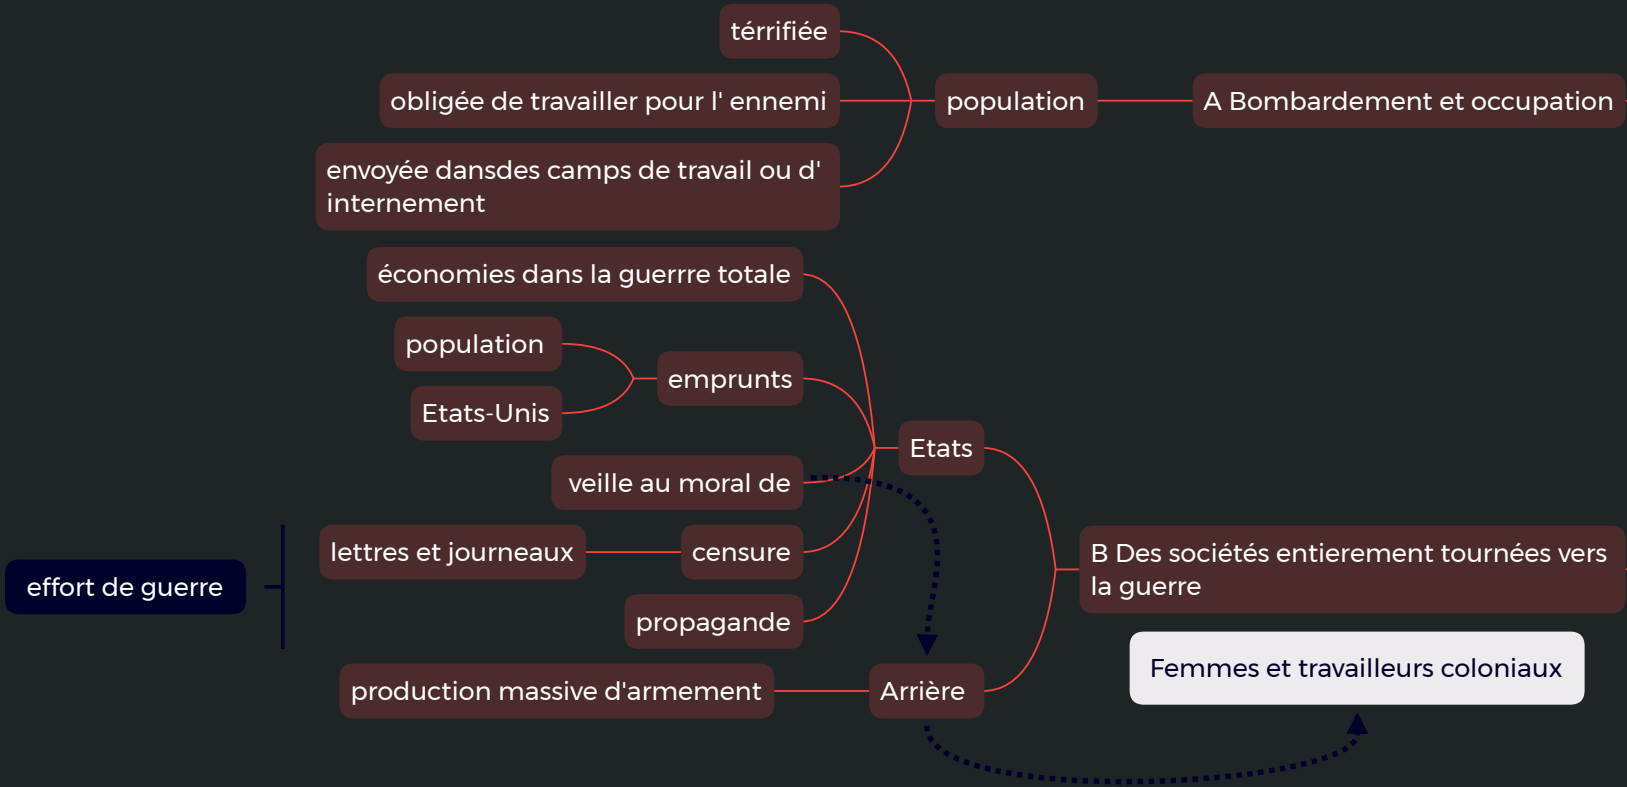 térrifiée
obligée de travailler pour l' ennemi
population
A Bombardement et occupation
envoyée dansdes camps de travail ou d'
internement
économies dans la guerrre totale
population
emprunts
Etats-Unis
Etats
veille au moral de
lettres et journeaux
censure
B Des sociétés entierement tournées vers
la guerre
effort de guerre
propagande
Femmes et travailleurs coloniaux
production massive d'armement
Arrière